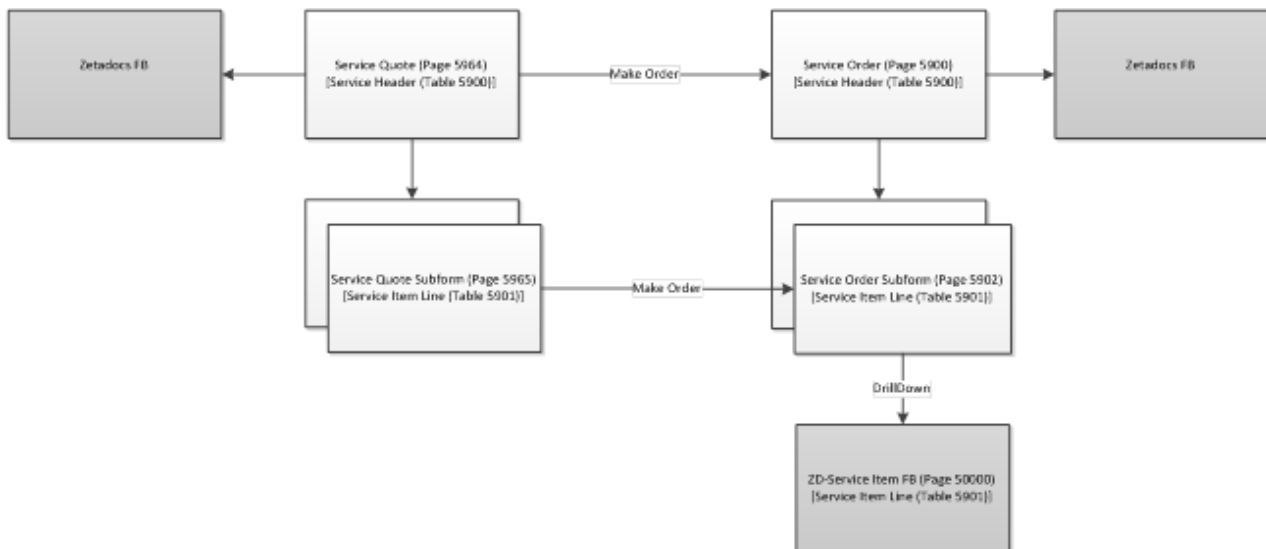 Zetadocs FB
Service Quote (Page 5964)
[Service Header (Table 5900)]
Make Order
Service Order (Page 5900)
[Service Header (Table 5900)]
Zetadocs FB
Service Quote Subform (Page 5965)
[Service Item Line (Table 5901)]
Make Order
Service Order Subform (Page 5902)
[Service Item Line (Table 5901)]
DrillDown
ZD-Service Item FB (Page 50000)
[Service Item Line (Table 5901)]